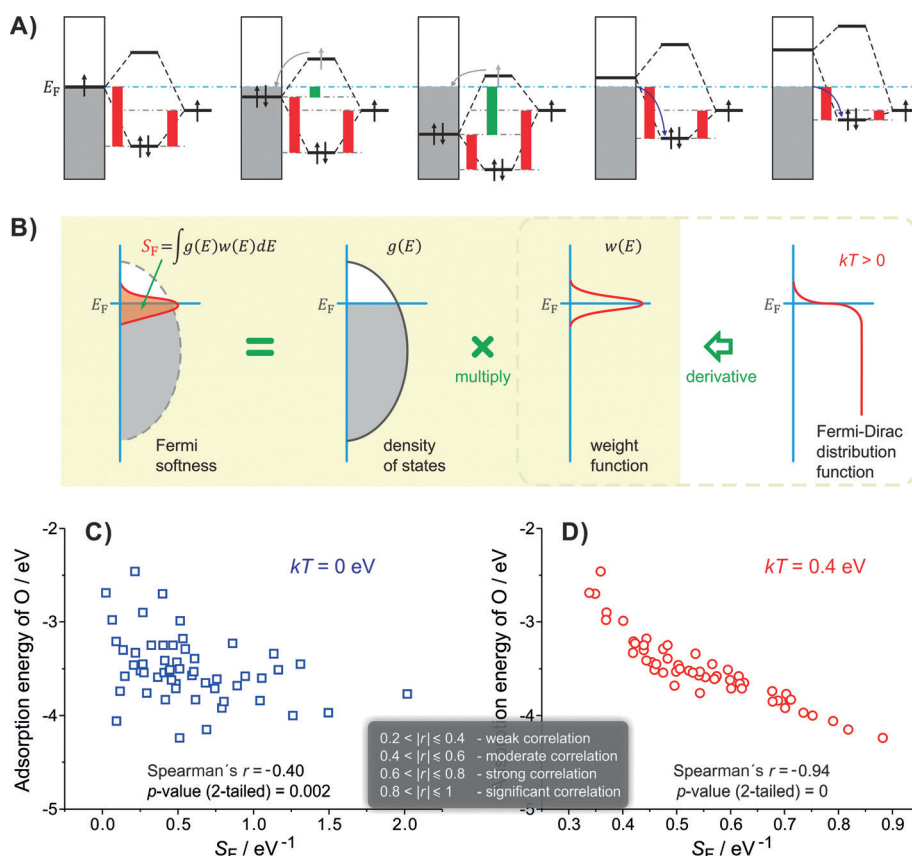 A)
E_F
B)
S_F = ∫ g(E)w(E)dE
g(E)
w(E)
kT > 0
E_F
E_F
E_F
E_F
=
×
multiply
derivative
Fermi
softness
density
of states
weight
function
Fermi-Dirac
distribution
function
C)
kT = 0 eV
Adsorption energy of O / eV
-2
-3
-4
-5
Spearman´s r = -0.40
p-value (2-tailed) = 0.002
0.0 0.5 1.0 1.5 2.0
S_F / eV⁻¹
0.2 < |r| ⩽ 0.4 - weak correlation
0.4 < |r| ⩽ 0.6 - moderate correlation
0.6 < |r| ⩽ 0.8 - strong correlation
0.8 < |r| ⩽ 1 - significant correlation
D)
kT = 0.4 eV
Adsorption energy of O / eV
-2
-3
-4
-5
Spearman´s r = -0.94
p-value (2-tailed) = 0
0.3 0.4 0.5 0.6 0.7 0.8 0.9
S_F / eV⁻¹